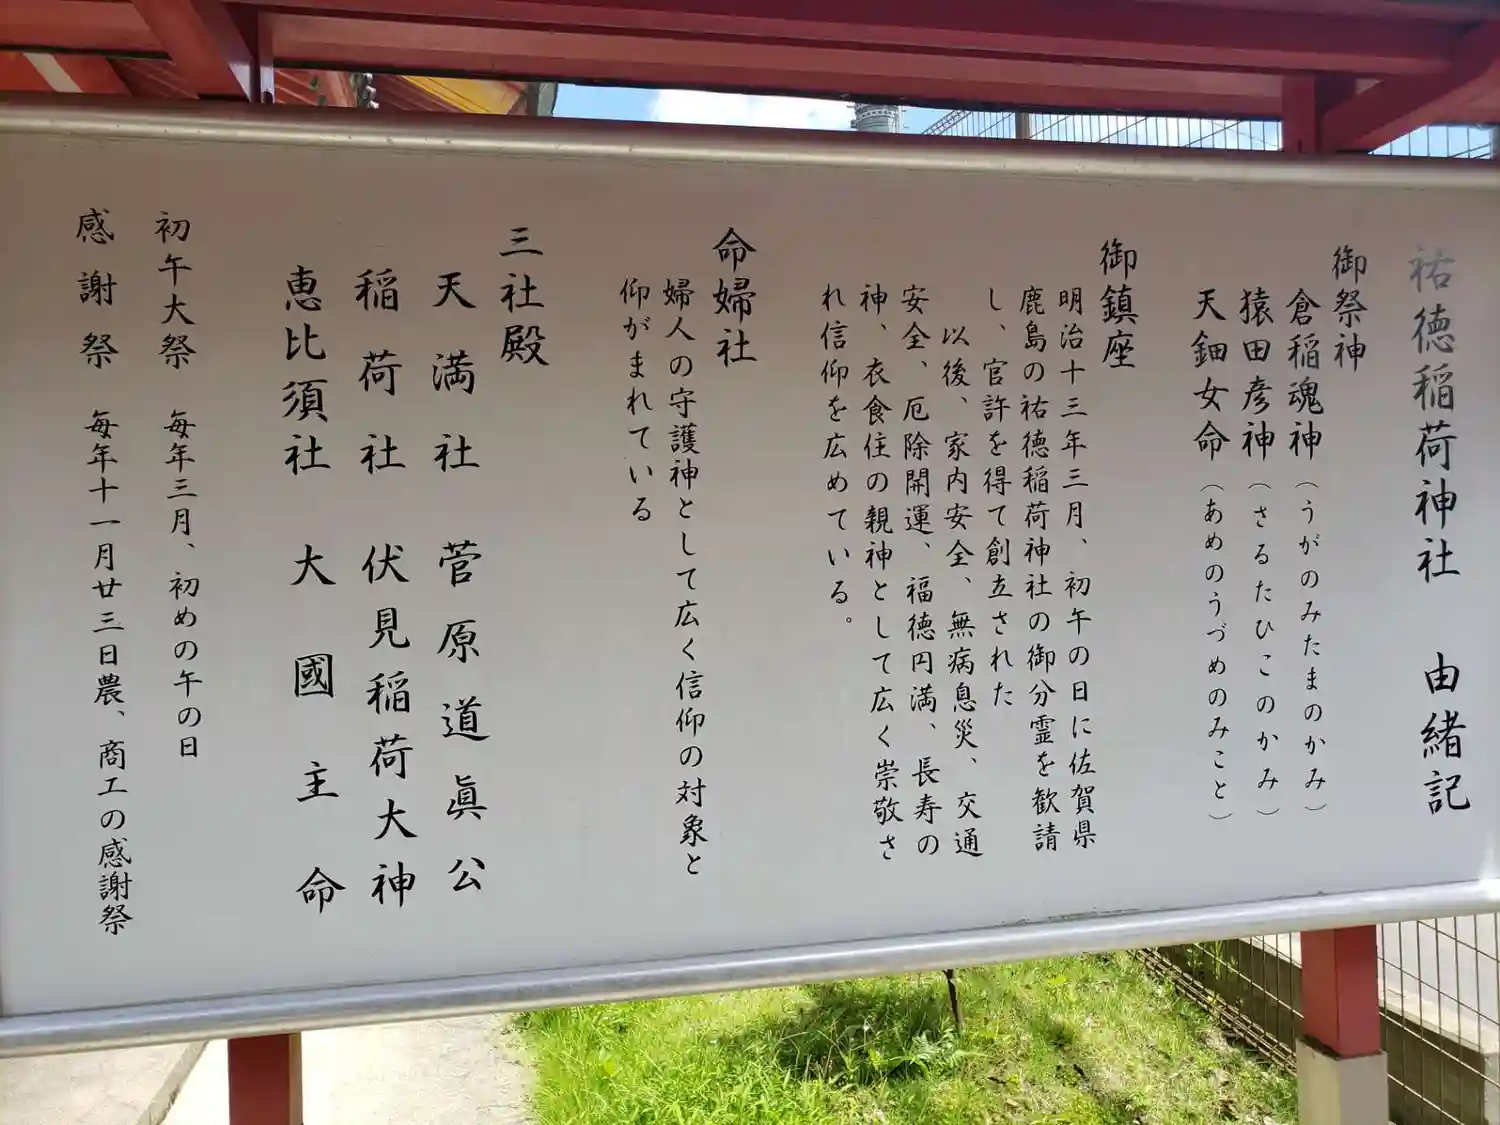 祐徳稲荷神社　由緒記
御祭神
倉稲魂神（うがのみたまのかみ）
猿田彦神（さるたひこのかみ）
天鈿女命（あめのうづめのみこと）
御鎮座
明治十三年三月、初午の日に佐賀県
鹿島の祐徳稲荷神社の御分霊を歓請
し、官許を得て創立された
以後、家内安全、無病息災、交通
安全、厄除開運、福徳円満、長寿の
神、衣食住の親神として広く崇敬さ
れ信仰を広めている。
命婦社
婦人の守護神として広く信仰の対象と
仰がまれている
三社殿
天満社　菅原道眞公
稲荷社　伏見稲荷大神
恵比須社　大國主命
初午大祭　毎年三月、初めの午の日
感謝祭　毎年十一月廿三日農、商工の感謝祭